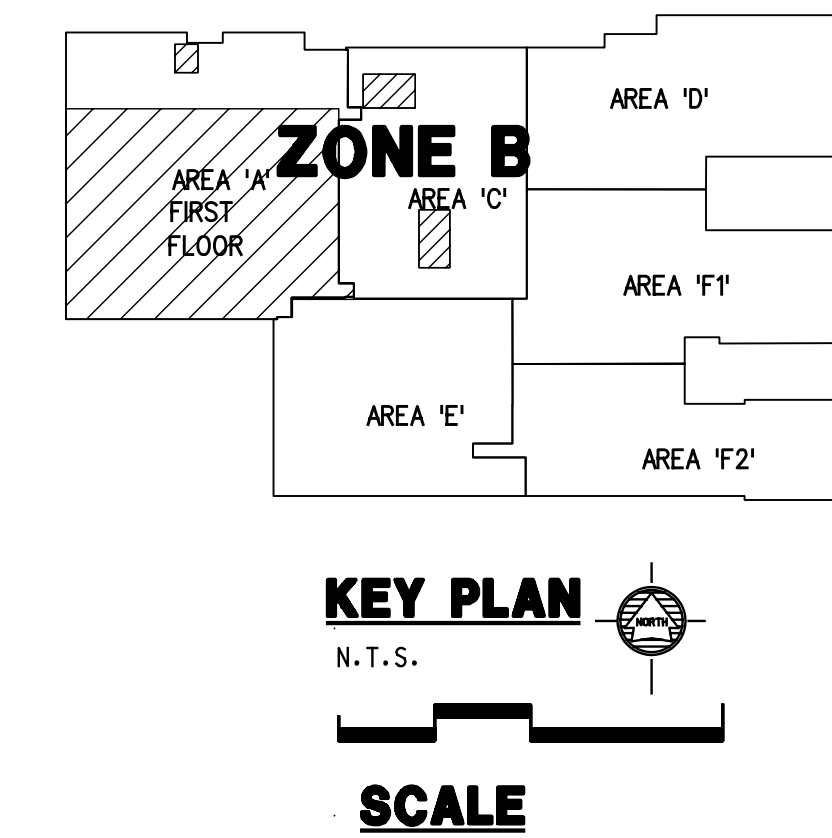 AREA 'D'
ZONE B
AREA 'A'
FIRST
FLOOR
AREA 'C'
AREA 'F1'
AREA 'E'
AREA 'F2'
KEY PLAN
NORTH
N.T.S.
SCALE